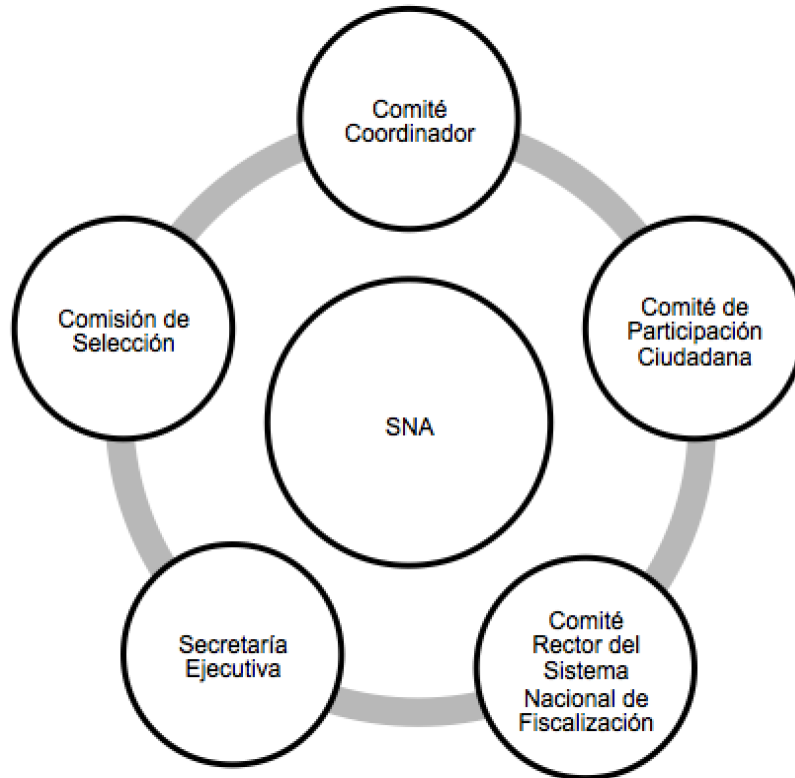 Comité
Coordinador
Comité de
Participación
Ciudadana
Comité
Rector del
Sistema
Nacional de
Fiscalización
Secretaría
Ejecutiva
Comisión de
Selección
SNA